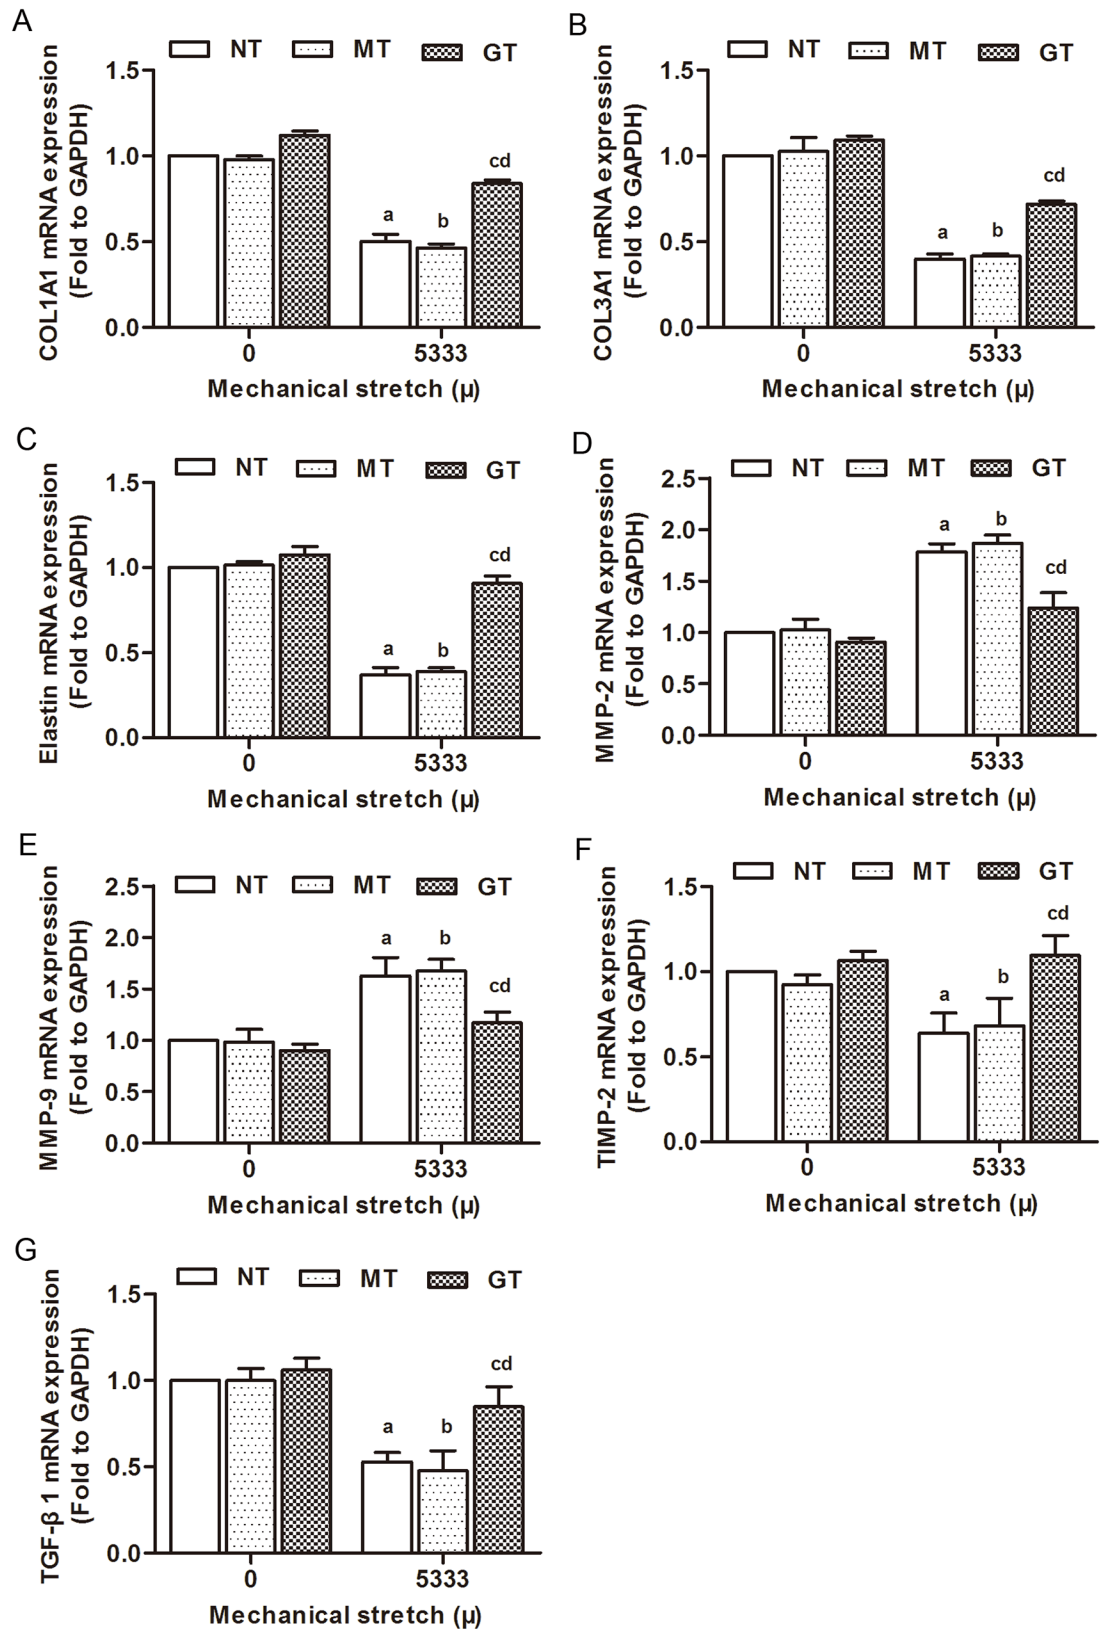 A
NT MT GT
COL1A1 mRNA expression
(Fold to GAPDH)
1.5
1.0
0.5
0.0
a
b
cd
0 5333
Mechanical stretch (µ)
B
NT MT GT
COL3A1 mRNA expression
(Fold to GAPDH)
1.5
1.0
0.5
0.0
a
b
cd
0 5333
Mechanical stretch (µ)
C
NT MT GT
Elastin mRNA expression
(Fold to GAPDH)
1.5
1.0
0.5
0.0
a
b
cd
0 5333
Mechanical stretch (µ)
D
NT MT GT
MMP-2 mRNA expression
(Fold to GAPDH)
2.5
2.0
1.5
1.0
0.5
0.0
a
b
cd
0 5333
Mechanical stretch (µ)
E
NT MT GT
MMP-9 mRNA expression
(Fold to GAPDH)
2.5
2.0
1.5
1.0
0.5
0.0
a
b
cd
0 5333
Mechanical stretch (µ)
F
NT MT GT
TIMP-2 mRNA expression
(Fold to GAPDH)
1.5
1.0
0.5
0.0
a
b
cd
0 5333
Mechanical stretch (µ)
G
NT MT GT
TGF-β 1 mRNA expression
(Fold to GAPDH)
1.5
1.0
0.5
0.0
a
b
cd
0 5333
Mechanical stretch (µ)